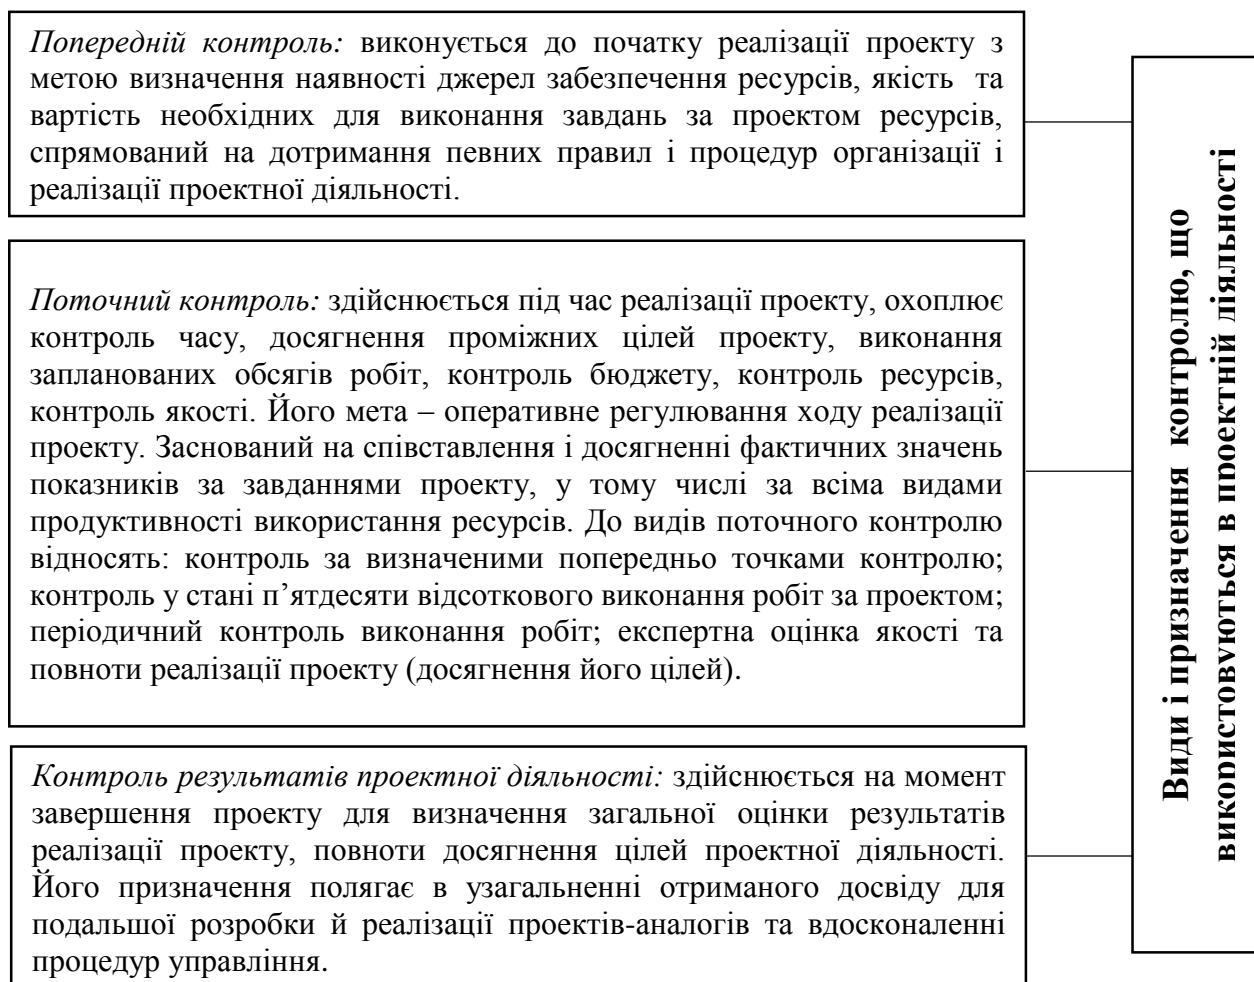 Попередній контроль: виконується до початку реалізації проекту з
метою визначення наявності джерел забезпечення ресурсів, якість та
вартість необхідних для виконання завдань за проектом ресурсів,
спрямований на дотримання певних правил і процедур організації і
реалізації проектної діяльності.
Поточний контроль: здійснюється під час реалізації проекту, охоплює
контроль часу, досягнення проміжних цілей проекту, виконання
запланованих обсягів робіт, контроль бюджету, контроль ресурсів,
контроль якості. Його мета – оперативне регулювання ходу реалізації
проекту. Заснований на співставлення і досягненні фактичних значень
показників за завданнями проекту, у тому числі за всіма видами
продуктивності використання ресурсів. До видів поточного контролю
відносять: контроль за визначеними попередньо точками контролю;
контроль у стані п’ятдесяти відсоткового виконання робіт за проектом;
періодичний контроль виконання робіт; експертна оцінка якості та
повноти реалізації проекту (досягнення його цілей).
Контроль результатів проектної діяльності: здійснюється на момент
завершення проекту для визначення загальної оцінки результатів
реалізації проекту, повноти досягнення цілей проектної діяльності.
Його призначення полягає в узагальненні отриманого досвіду для
подальшої розробки й реалізації проектів-аналогів та вдосконаленні
процедур управління.
Види і призначення контролю, що
використовуються в проектній діяльності